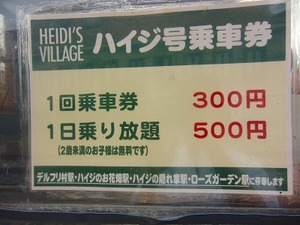 HEIDI'S
VILLAGE
ハイジ号乗車券
1回乗車券 300円
1日乗り放題 500円
(2歳未満のお子様は無料です)
デルフリ村駅・ハイジのお花畑駅・ハイジの隠れ家駅・ローズガーデン駅に停車します